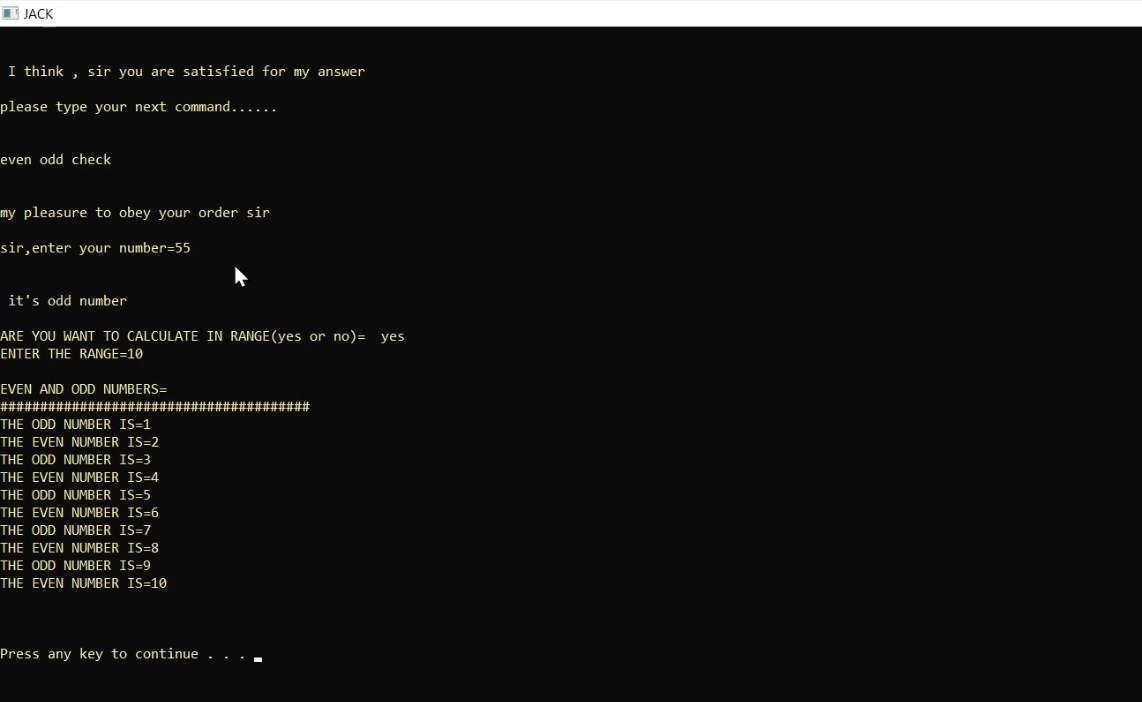 JACK
I think , sir you are satisfied for my answer
please type your next command......
even odd check
my pleasure to obey your order sir
sir,enter your number=55
it's odd number
ARE YOU WANT TO CALCULATE IN RANGE(yes or no)=  yes
ENTER THE RANGE=10
EVEN AND ODD NUMBERS=
#######################################
THE ODD NUMBER IS=1
THE EVEN NUMBER IS=2
THE ODD NUMBER IS=3
THE EVEN NUMBER IS=4
THE ODD NUMBER IS=5
THE EVEN NUMBER IS=6
THE ODD NUMBER IS=7
THE EVEN NUMBER IS=8
THE ODD NUMBER IS=9
THE EVEN NUMBER IS=10
Press any key to continue . . .